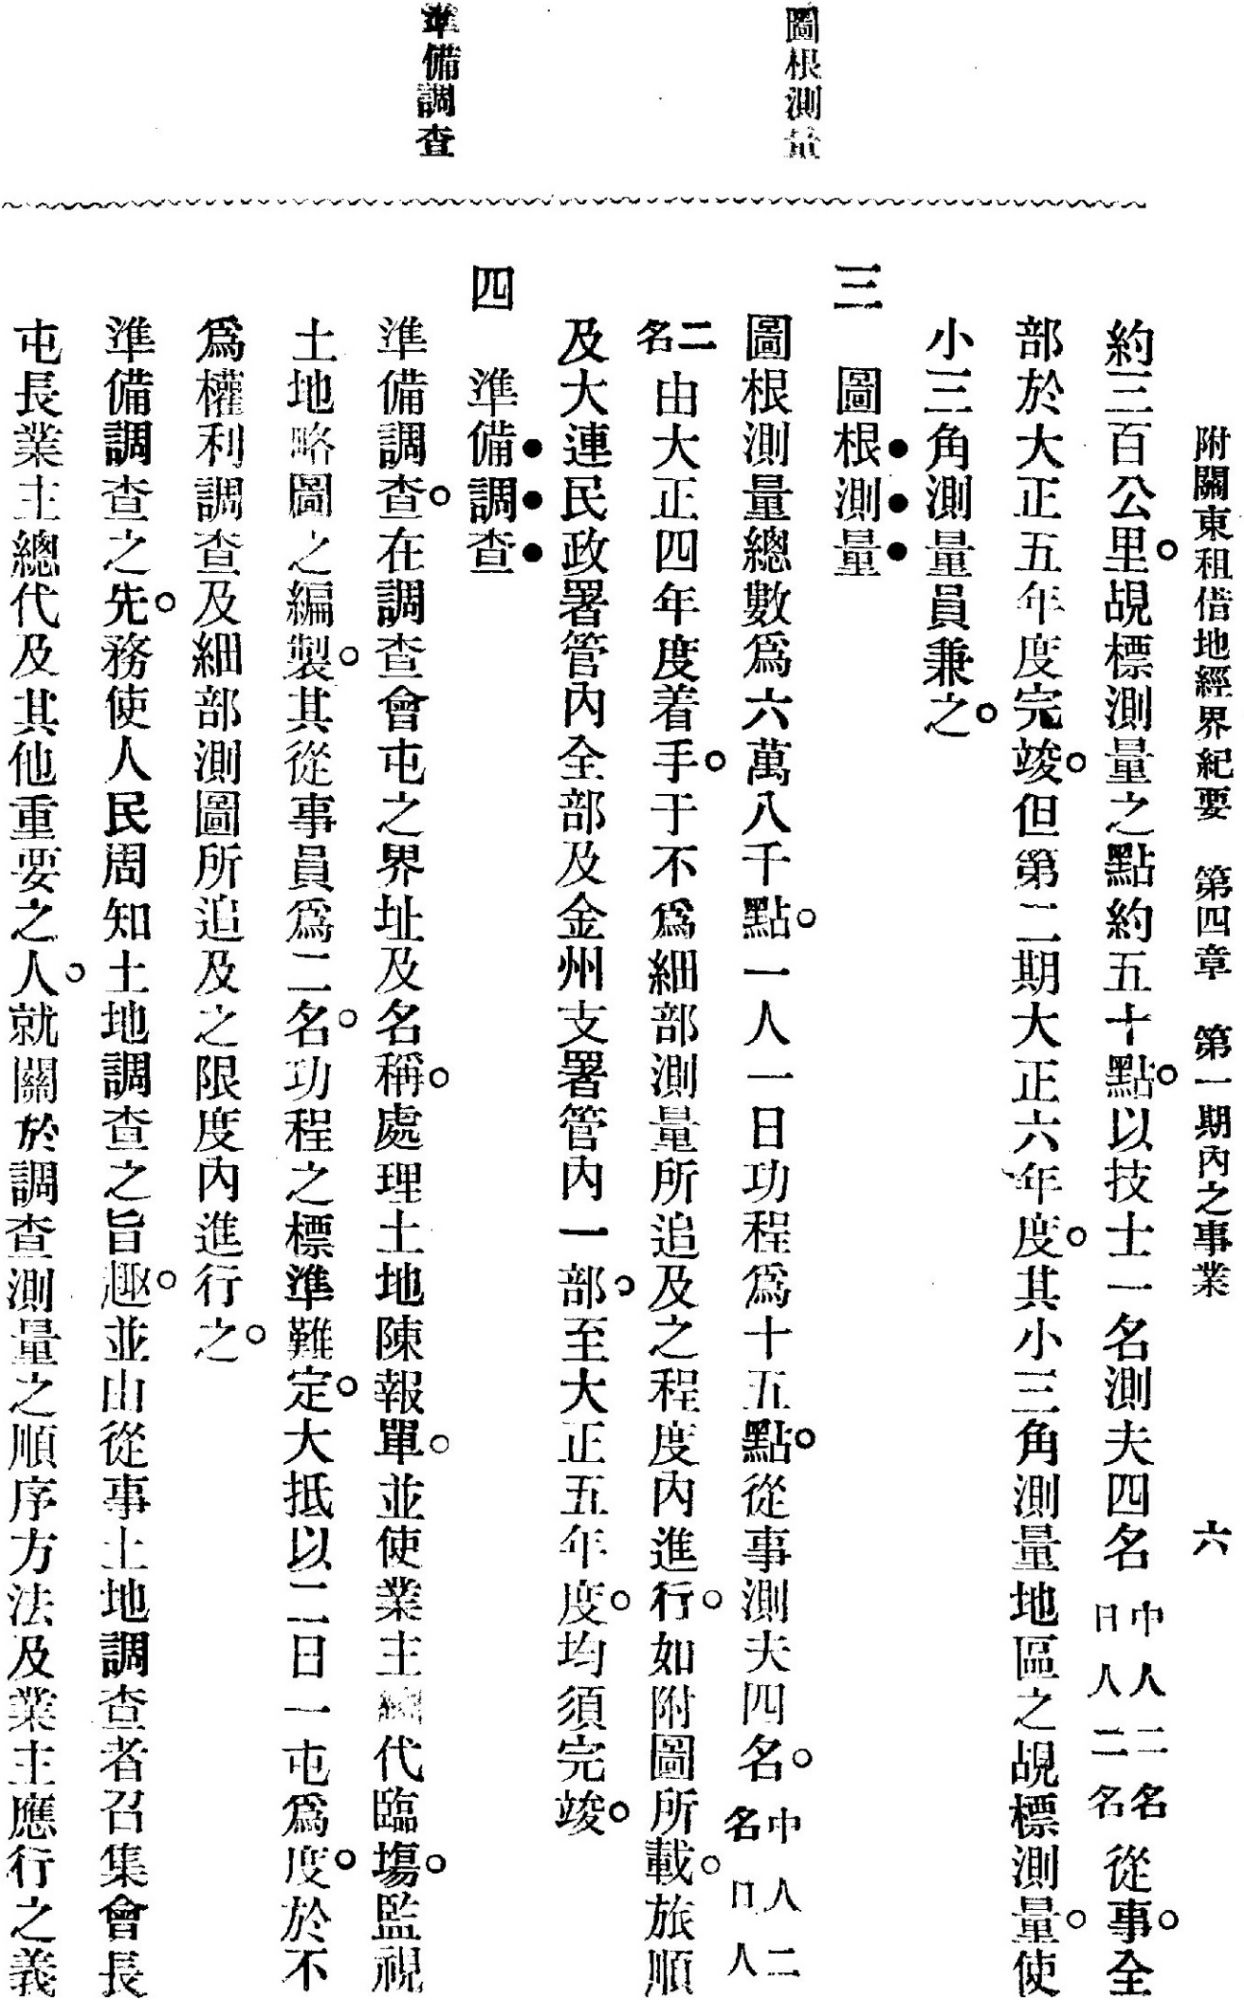 附關東租借地經界紀要　第四章　第一期內之事業　六
約三百公里。覘標測量之點約五十點。以技士一名測夫四名中人二名日人二名從事。全
部於大正五年度完竣。但第二期大正六年度。其小三角測量地區之覘標測量。使
小三角測量員兼之。
圖根測量
三　圖根測量
圖根測量總數爲六萬八千點。一人一日功程爲十五點。從事測夫四名。中人二名日人
二名由大正四年度着手。于不爲細部測量所追及之程度內進行。如附圖所載。旅順
及大連民政署管內全部及金州支署管內一部。至大正五年度。均須完竣。
準備調查
四　準備調查
準備調查。在調查會屯之界址及名稱。處理土地陳報單。並使業主總代臨塲。監視
土地略圖之編製。其從事員爲二名。功程之標準難定。大抵以二日一屯爲度。於不
爲權利調查及細部測圖所追及之限度內進行之。
準備調查之先。務使人民周知土地調查之旨趣。並由從事土地調查者召集會長
屯長業主總代及其他重要之人。就關於調查測量之順序方法及業主應行之義